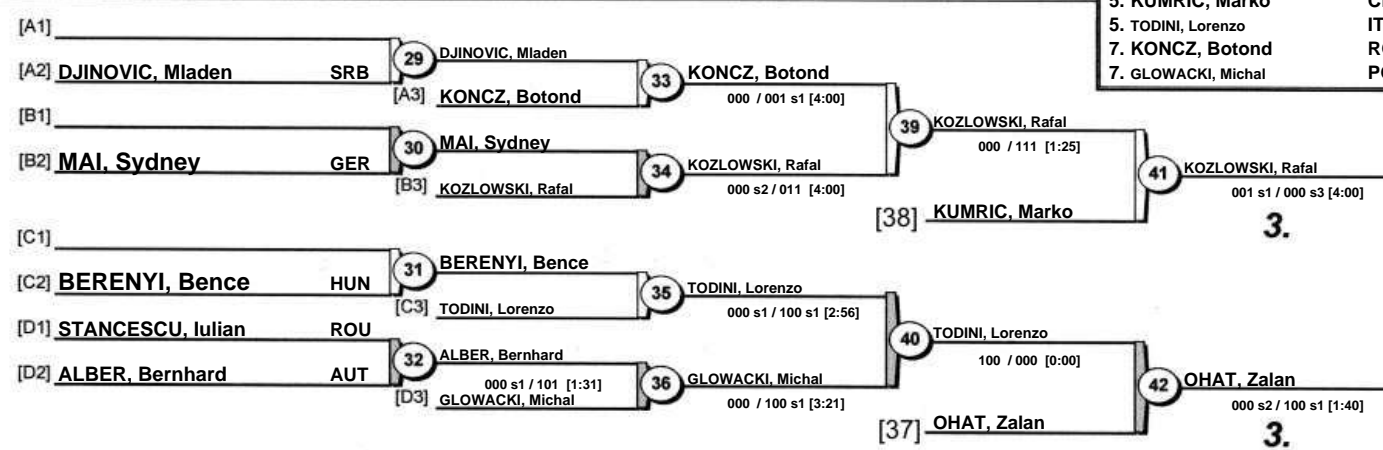 5. KUMRIC, Marko
5. TODINI, Lorenzo IT
7. KONCZ, Botond
7. GLOWACKI, Michal
[A1]
[A2] DJINOVIC, Mladen SRB
29
DJINOVIC, Mladen
[A3] KONCZ, Botond
33
KONCZ, Botond
000 / 001 s1 [4:00]
[B1]
[B2] MAI, Sydney GER
30
MAI, Sydney
[B3] KOZLOWSKI, Rafal
34
KOZLOWSKI, Rafal
000 s2 / 011 [4:00]
39
KOZLOWSKI, Rafal
000 / 111 [1:25]
[38] KUMRIC, Marko
41
KOZLOWSKI, Rafal
001 s1 / 000 s3 [4:00]
3.
[C1]
[C2] BERENYI, Bence HUN
31
BERENYI, Bence
[C3] TODINI, Lorenzo
35
TODINI, Lorenzo
000 s1 / 100 s1 [2:56]
[D1] STANCESCU, Iulian ROU
[D2] ALBER, Bernhard AUT
32
ALBER, Bernhard
000 s1 / 101 [1:31]
[D3] GLOWACKI, Michal
36
GLOWACKI, Michal
000 / 100 s1 [3:21]
40
TODINI, Lorenzo
100 / 000 [0:00]
[37] OHAT, Zalan
42
OHAT, Zalan
000 s2 / 100 s1 [1:40]
3.